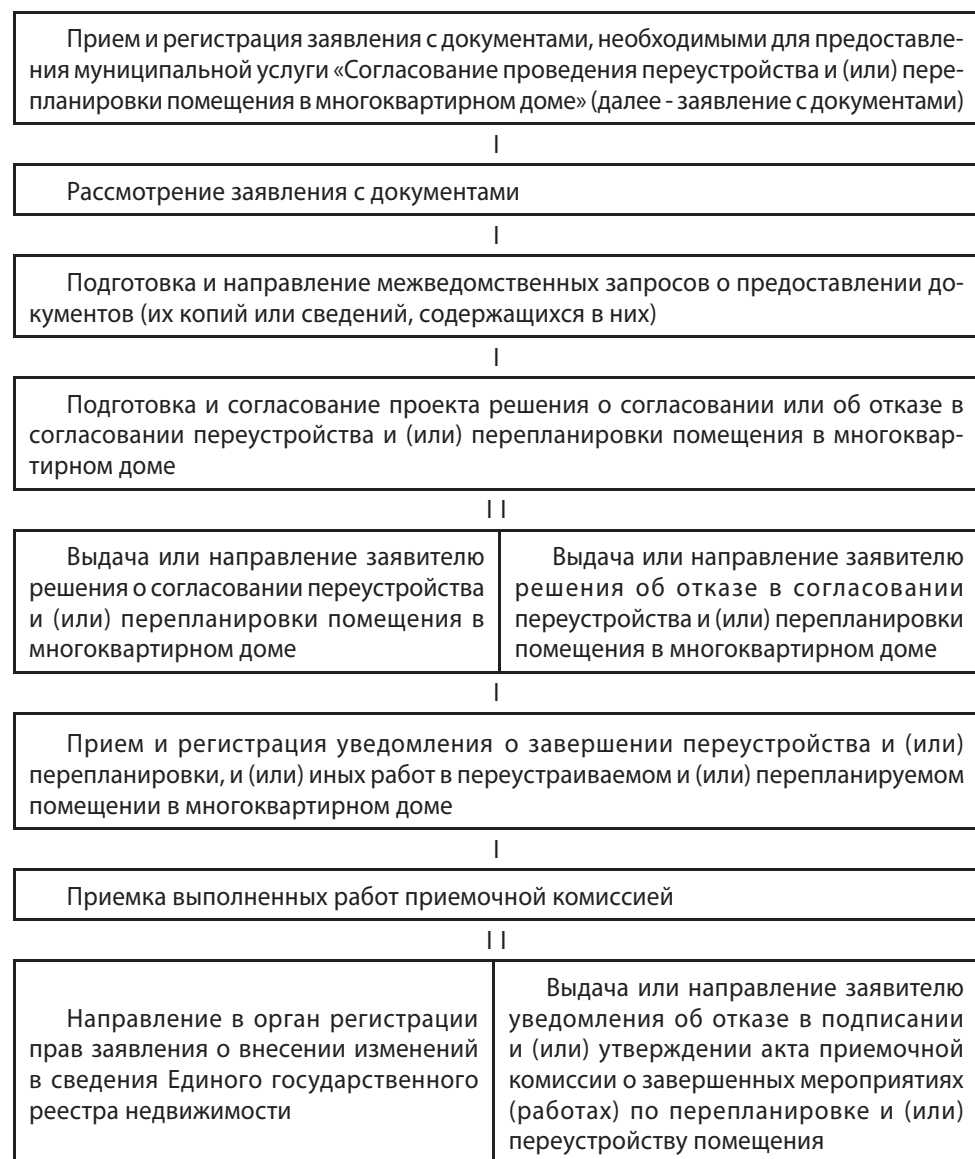 Прием и регистрация заявления с документами, необходимыми для предоставле-
ния муниципальной услуги «Согласование проведения переустройства и (или) пере-
планировки помещения в многоквартирном доме» (далее - заявление с документами)
I
Рассмотрение заявления с документами
I
Подготовка и направление межведомственных запросов о предоставлении до-
кументов (их копий или сведений, содержащихся в них)
I
Подготовка и согласование проекта решения о согласовании или об отказе в
согласовании переустройства и (или) перепланировки помещения в многоквар-
тирном доме
I I
Выдача или направление заявителю
решения о согласовании переустройства
и (или) перепланировки помещения в
многоквартирном доме
Выдача или направление заявителю
решения об отказе в согласовании
переустройства и (или) перепланировки
помещения в многоквартирном доме
I
Прием и регистрация уведомления о завершении переустройства и (или)
перепланировки, и (или) иных работ в переустраиваемом и (или) перепланируемом
помещении в многоквартирном доме
I
Приемка выполненных работ приемочной комиссией
I I
Направление в орган регистрации
прав заявления о внесении изменений
в сведения Единого государственного
реестра недвижимости
Выдача или направление заявителю
уведомления об отказе в подписании
и (или) утверждении акта приемочной
комиссии о завершенных мероприятиях
(работах) по перепланировке и (или)
переустройству помещения